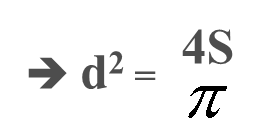 ➔ d² = 4S
π